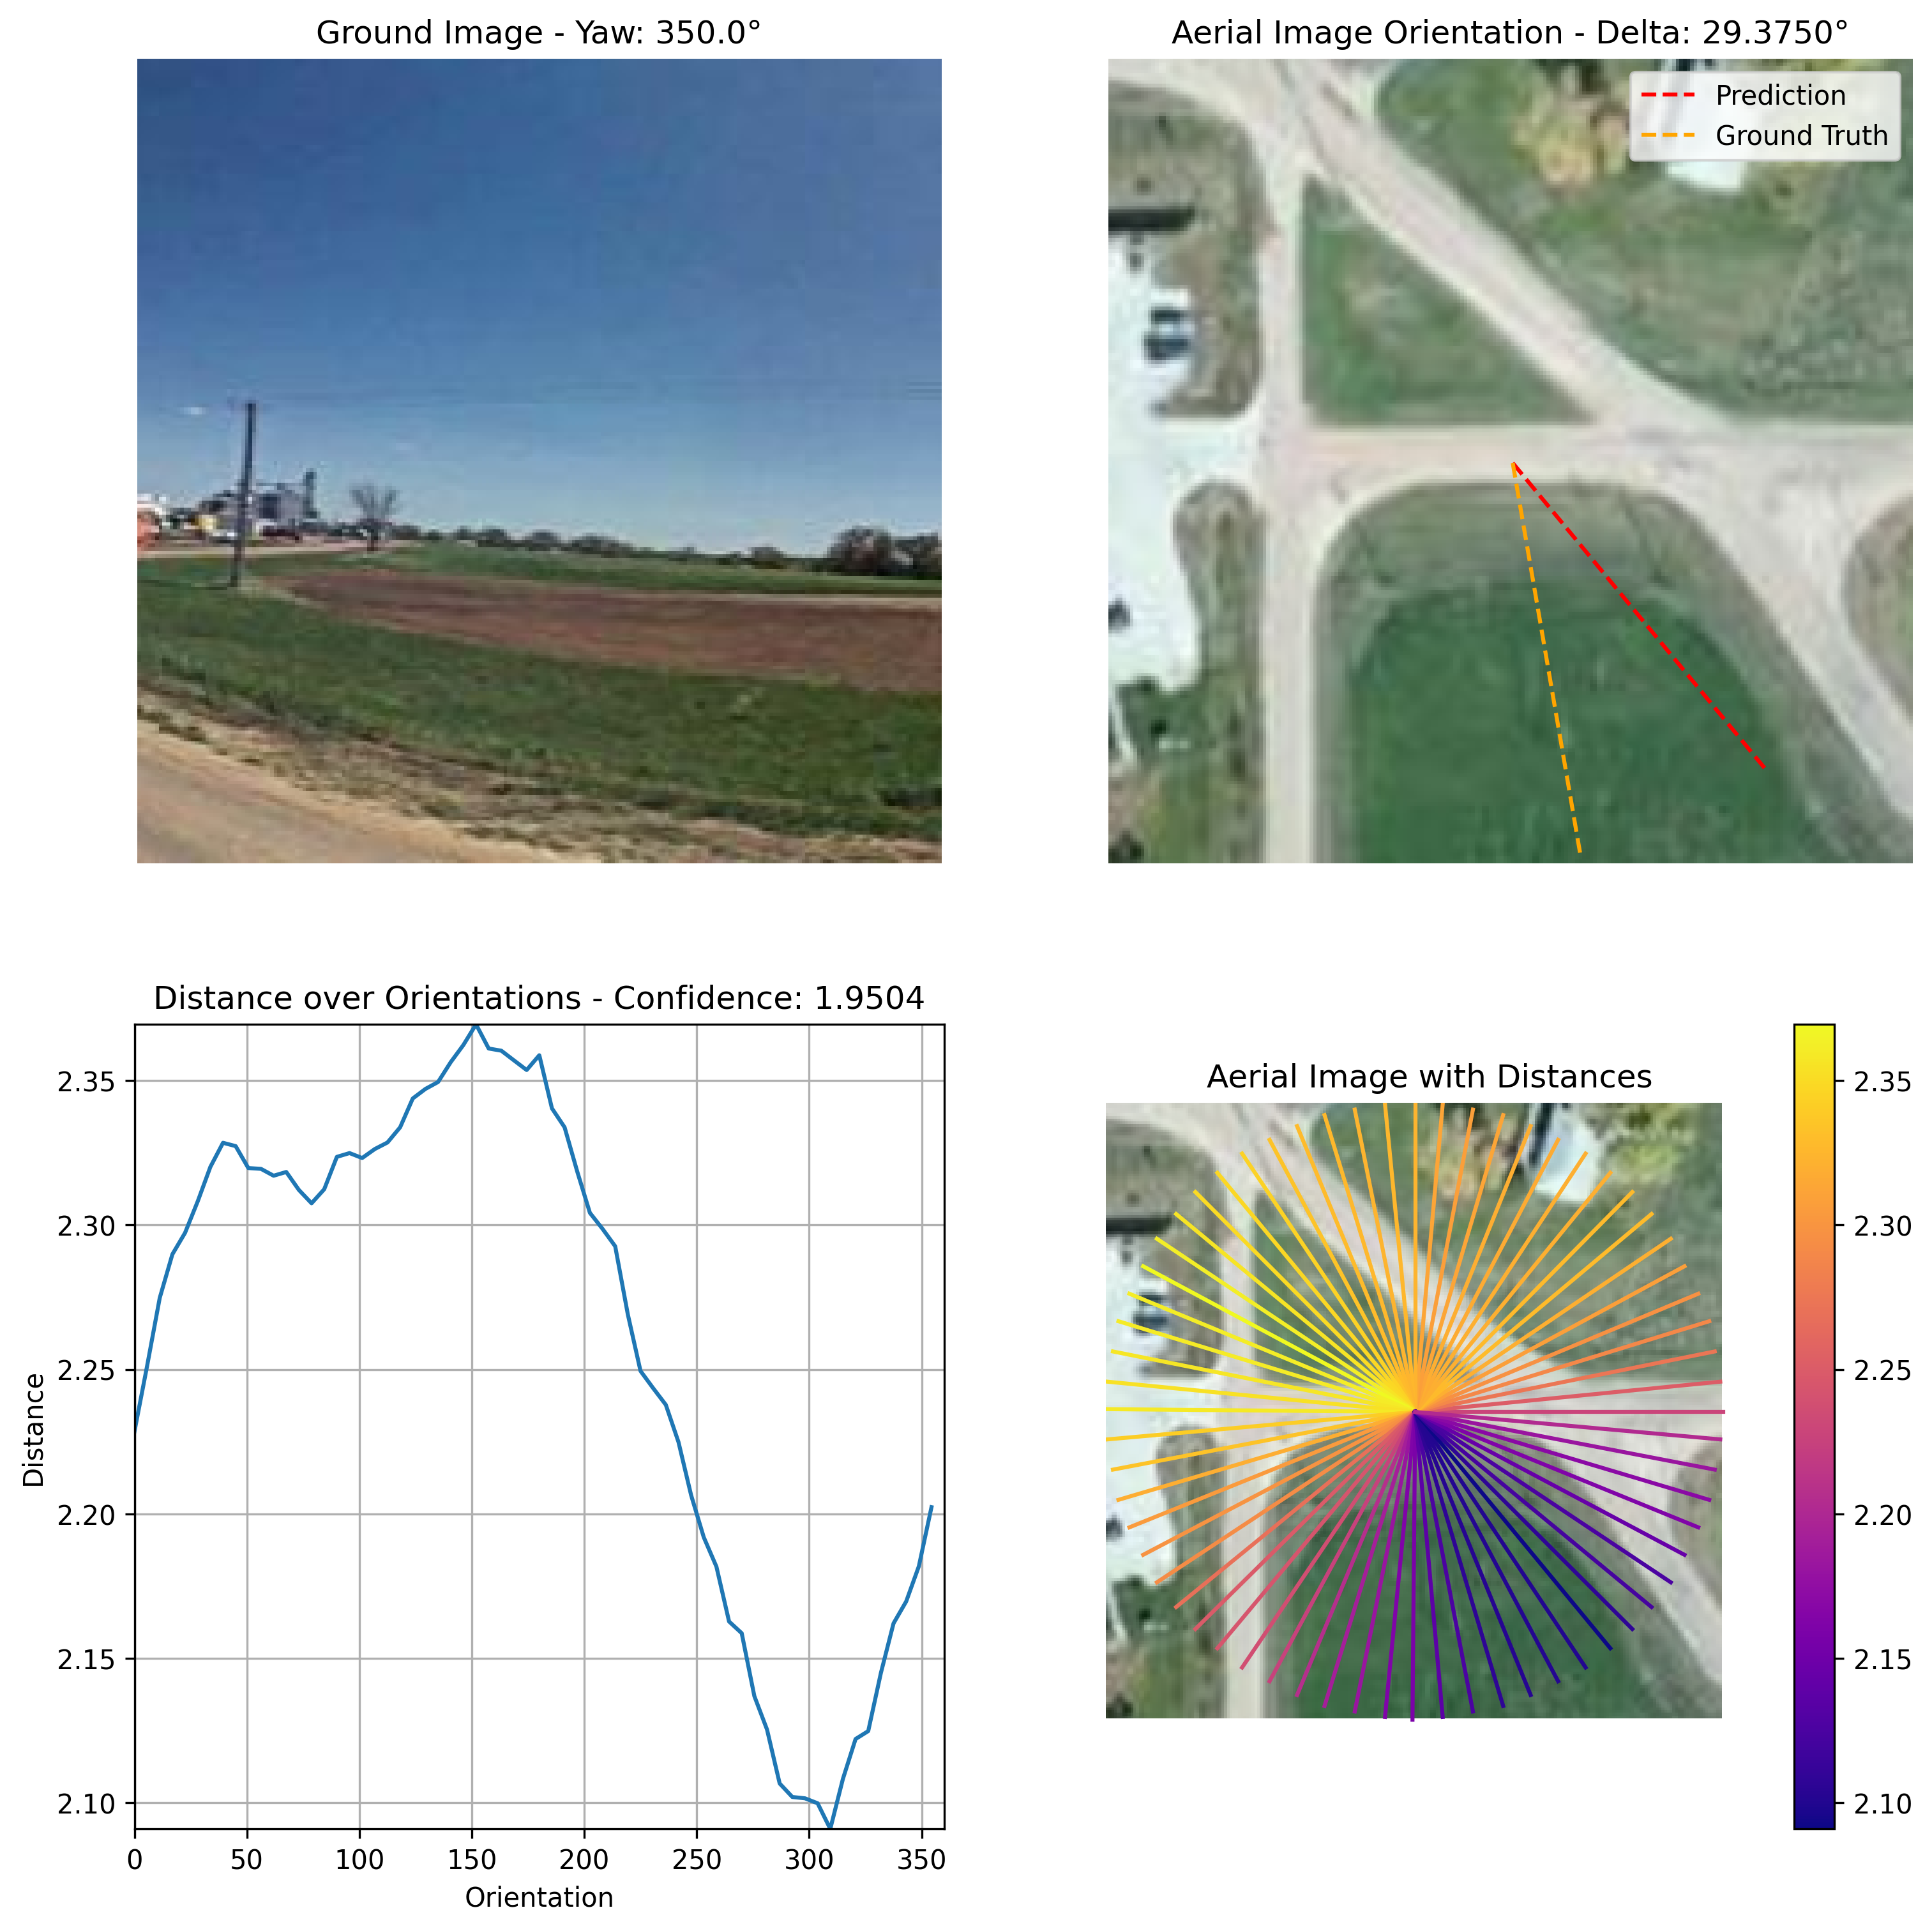 Ground Image - Yaw: 350.0°
Aerial Image Orientation - Delta: 29.3750°
Prediction
Ground Truth
Distance over Orientations - Confidence: 1.9504
2.35
2.30
2.25
2.20
2.15
2.10
Distance
0 50 100 150 200 250 300 350
Orientation
Aerial Image with Distances
2.35
2.30
2.25
2.20
2.15
2.10